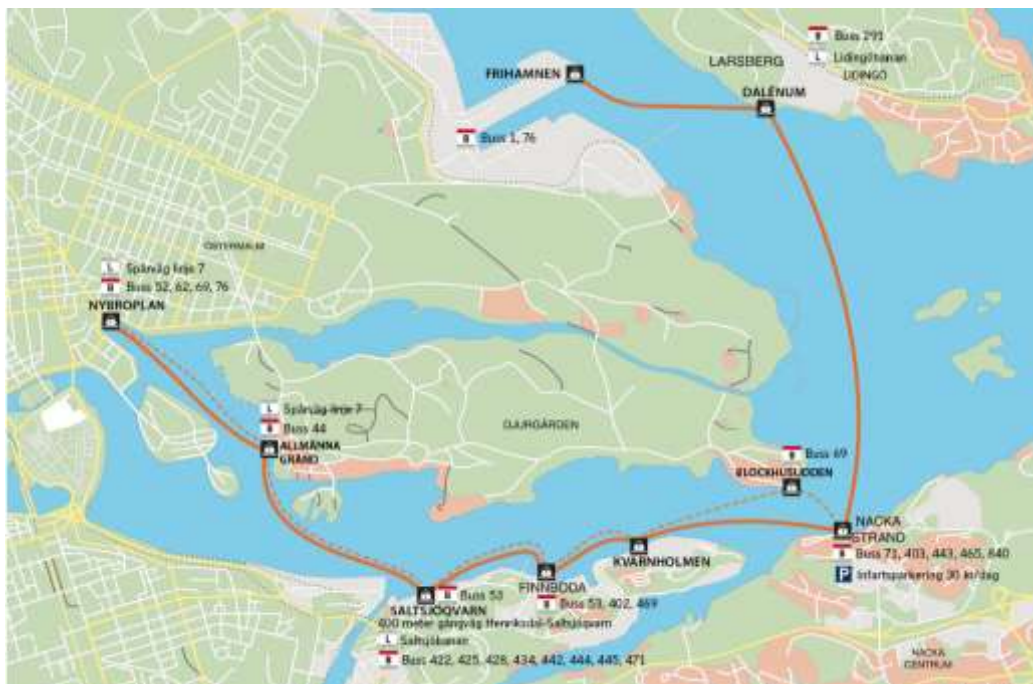 B Buss 291
L Lidingöbanan
LIDINGÖ
LARSBERG
FRIHAMNEN
DALÉNUM
B Buss 1, 76
ÖSTERMALM
L Spårväg linje 7
B Buss 52, 62, 69, 76
NYBROPLAN
L Spårväg linje 7
B Buss 44
ALLMÄNNA
GRÄND
DJURGÅRDEN
B Buss 69
BLOCKHUSUDDEN
NACKA
STRAND
B Buss 71, 403, 443, 465, 840
P Infartsparkering 30 kr/dag
KVARNHOLMEN
FINNBODA
B Buss 53, 402, 469
B Buss 53
SALTSJÖQVARN
400 meter gångväg Henriksdal-Saltsjöqvarn
L Saltsjöbanan
B Buss 422, 425, 428, 434, 442, 444, 445, 471
NACKA
CENTRUM